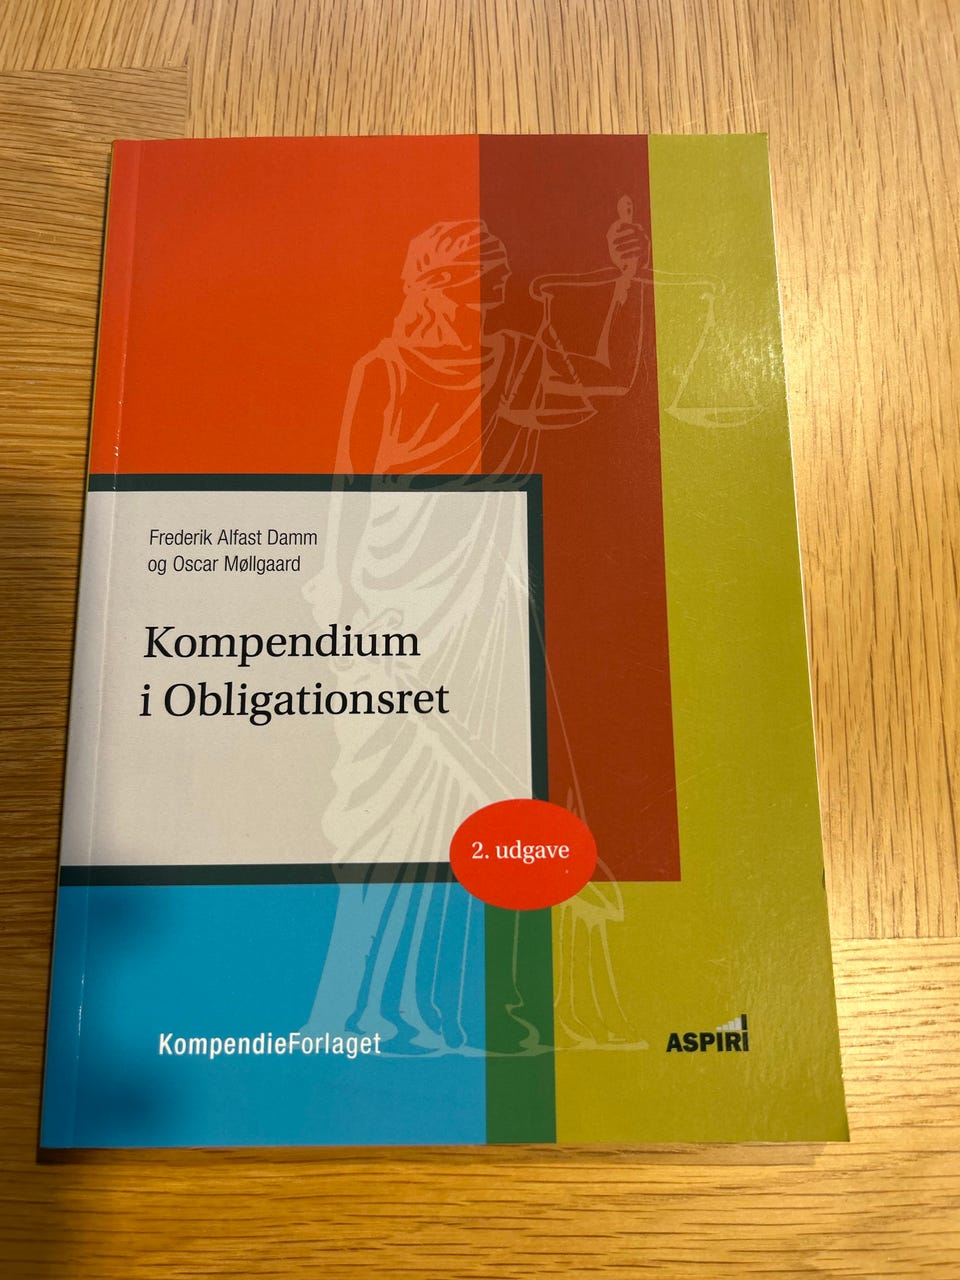 Frederik Alfast Damm
og Oscar Møllgaard
Kompendium
i Obligationsret
2. udgave
KompendieForlaget
ASPIRI